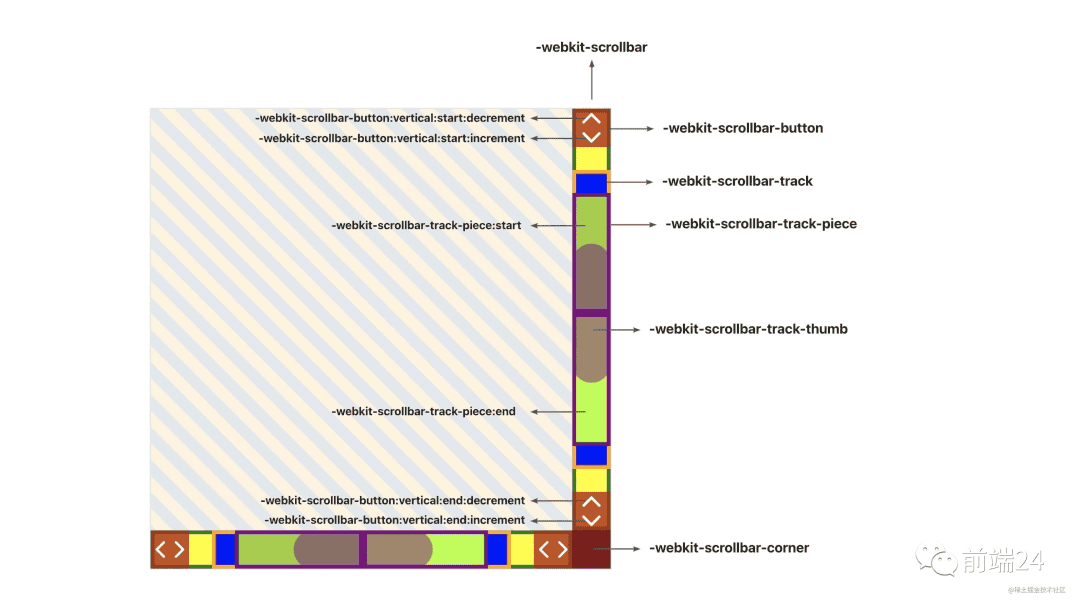 -webkit-scrollbar
-webkit-scrollbar-button:vertical:start:decrement
-webkit-scrollbar-button
-webkit-scrollbar-button:vertical:start:increment
-webkit-scrollbar-track
-webkit-scrollbar-track-piece:start
-webkit-scrollbar-track-piece
-webkit-scrollbar-track-thumb
-webkit-scrollbar-track-piece:end
-webkit-scrollbar-button:vertical:end:decrement
-webkit-scrollbar-button:vertical:end:increment
-webkit-scrollbar-corner
前端24
@稀土掘金技术社区